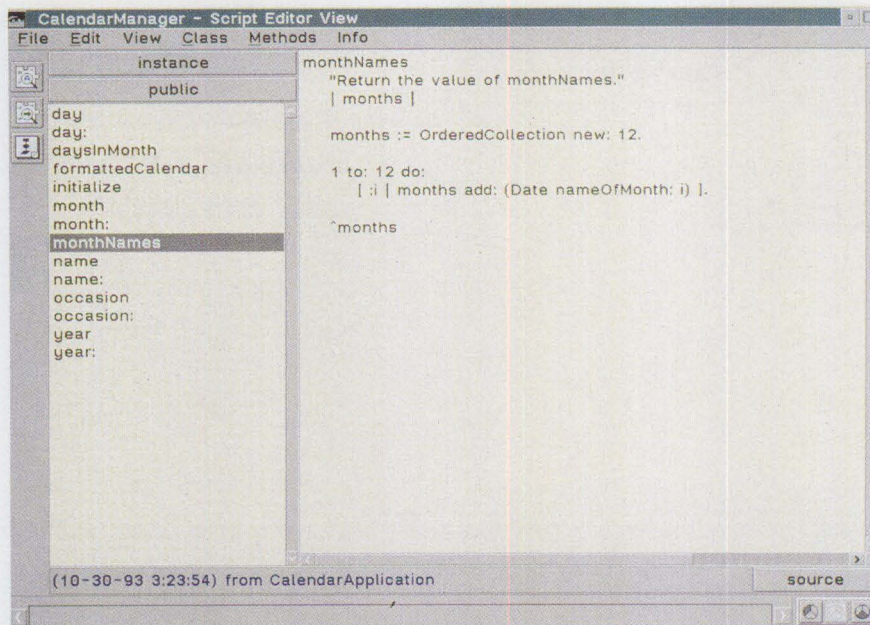 CalendarManager - Script Editor View
File Edit View Class Methods Info
instance
public
day
day:
daysInMonth
formattedCalendar
initialize
month
month:
monthNames
name
name:
occasion
occasion:
year
year:
monthNames
"Return the value of monthNames."
| months |
months := OrderedCollection new: 12.
1 to: 12 do:
[ :i | months add: (Date nameOfMonth: i) ].
^months
(10-30-93 3:23:54) from CalendarApplication
source